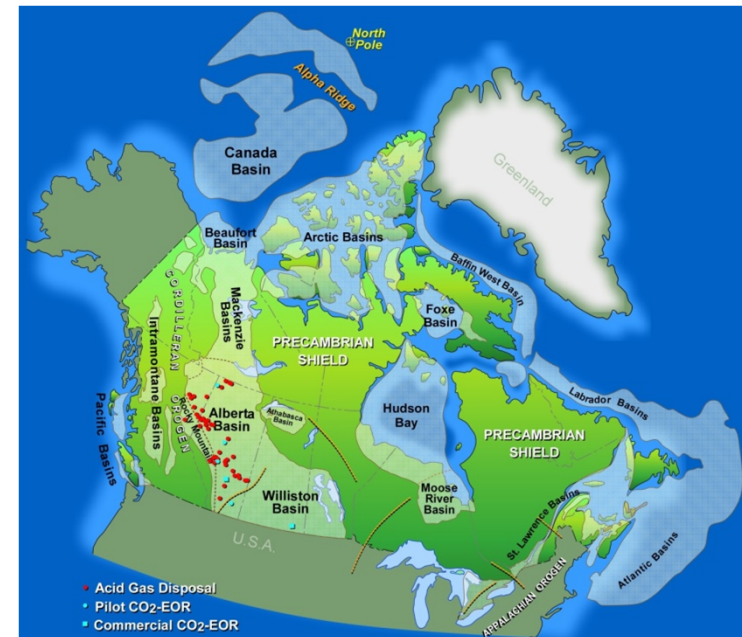 North
Pole
Alpha Ridge
Canada
Basin
Greenland
Beaufort
Basin
Arctic Basins
Baffin West Basin
CORDILLERAN
OROGEN
Mackenzie
Basins
Foxe
Basin
Intramontane Basins
PRECAMBRIAN
SHIELD
Labrador Basins
Pacific Basins
Rocky Mountain
Alberta
Basin
Athabasca
Basin
Hudson
Bay
PRECAMBRIAN
SHIELD
Williston
Basin
Moose
River
Basin
St. Lawrence Basins
Atlantic Basins
U.S.A.
APPALACHIAN OROGEN
Acid Gas Disposal
Pilot CO2-EOR
Commercial CO2-EOR